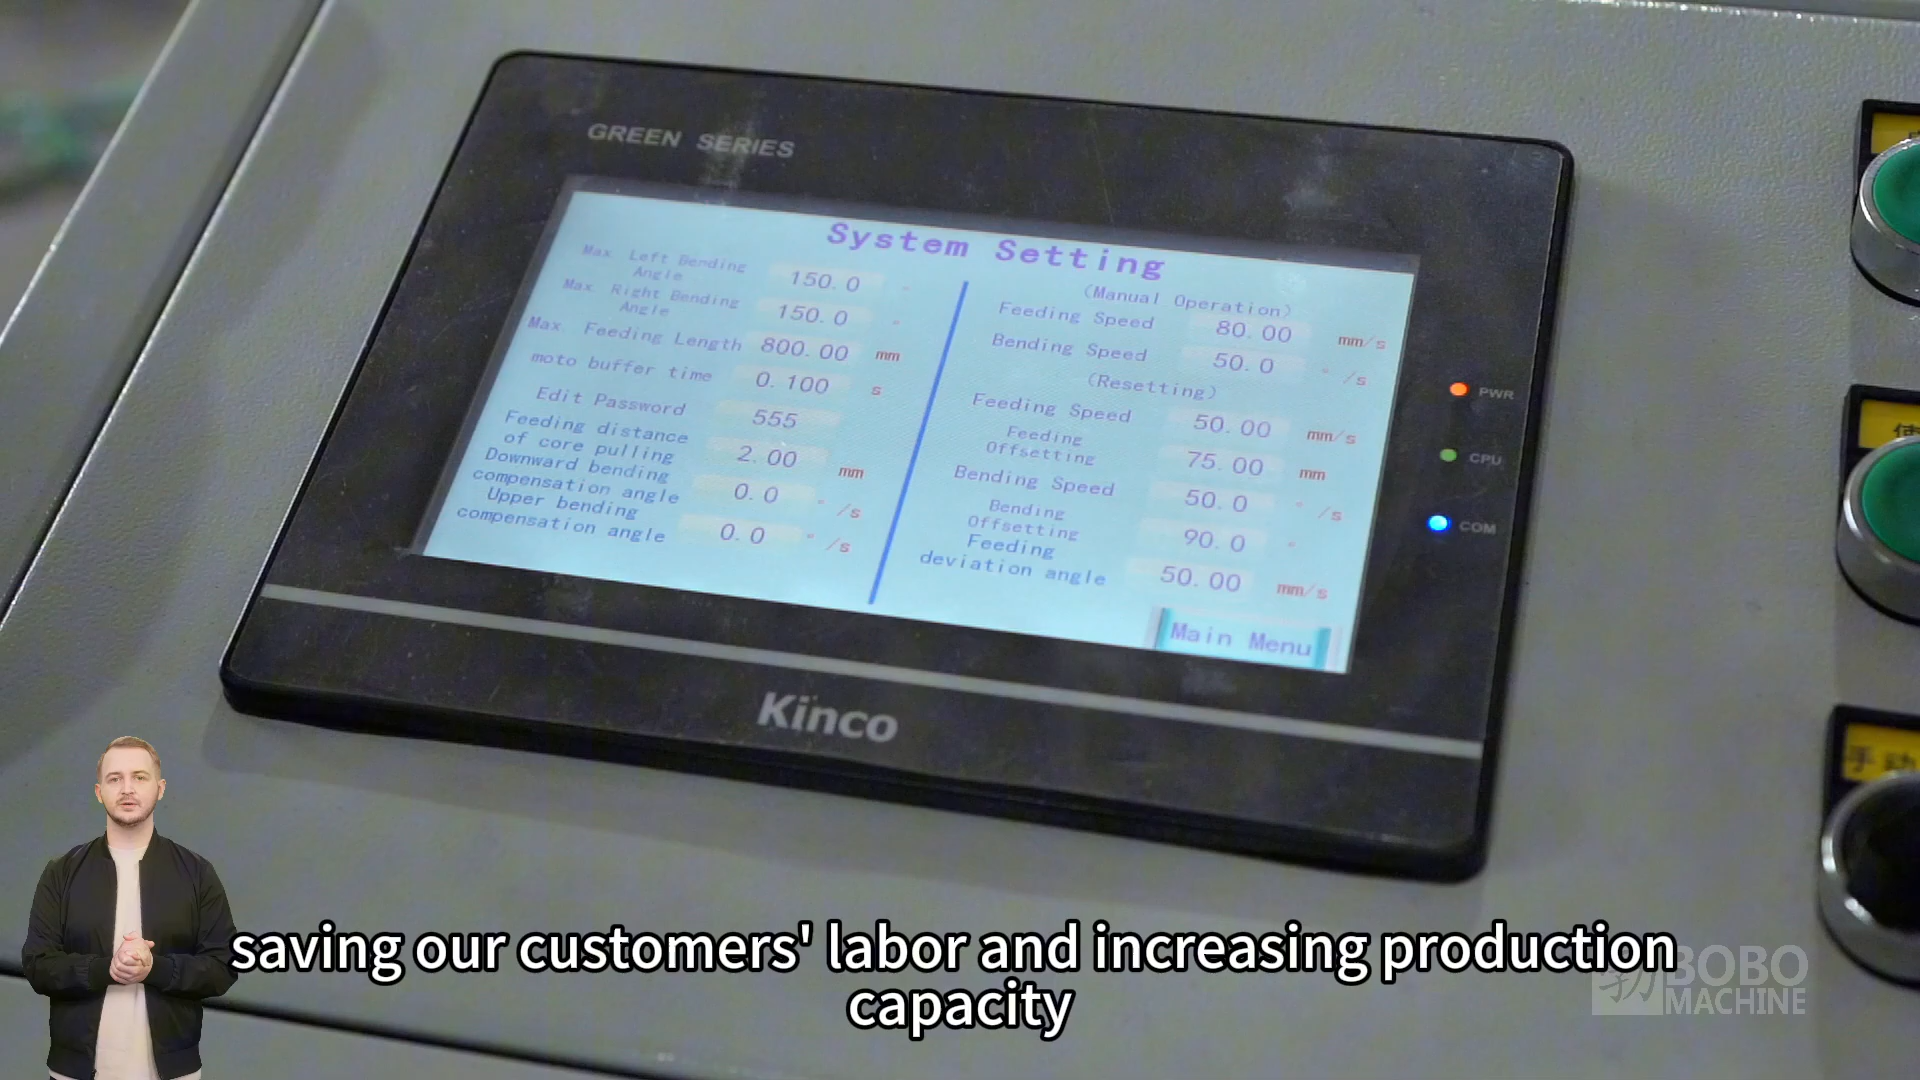 GREEN SERIES
System Setting
Max Left Bending
Angle
150.0 °
Max Right Bending
Angle
150.0 °
Max Feeding Length 800.00 mm
moto buffer time 0.100 s
Edit Password 555
Feeding distance
of core pulling
2.00 mm
Downward bending
compensation angle
0.0 ° /s
Upper bending
compensation angle
0.0 ° /s
(Manual Operation)
Feeding Speed 80.00 mm/s
Bending Speed 50.0 ° /s
(Resetting)
Feeding Speed 50.00 mm/s
Feeding
Offsetting
75.00 mm
Bending Speed 50.0 ° /s
Bending
Offsetting
90.0 °
Feeding
deviation angle
50.00 mm/s
Main Menu
PWR
CPU
COM
Kinco
手动
saving our customers' labor and increasing production
capacity
BOBO
MACHINE